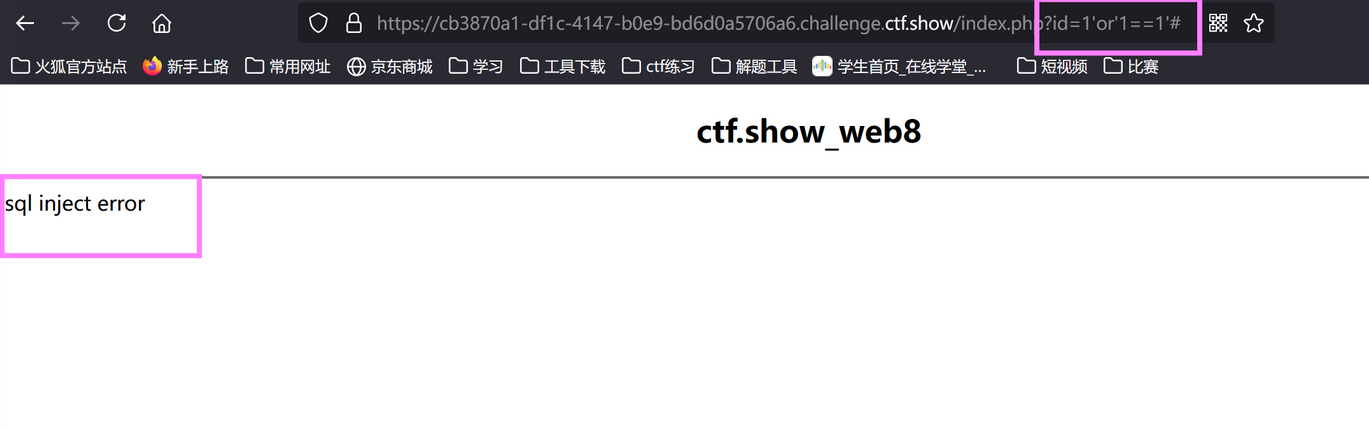 https://cb3870a1-df1c-4147-b0e9-bd6d0a5706a6.challenge.ctf.show/index.php?id=1'or'1==1'#
火狐官方站点 新手上路 常用网址 京东商城 学习 工具下载 ctf练习 解题工具 学生首页_在线学堂_... 短视频 比赛
ctf.show_web8
sql inject error